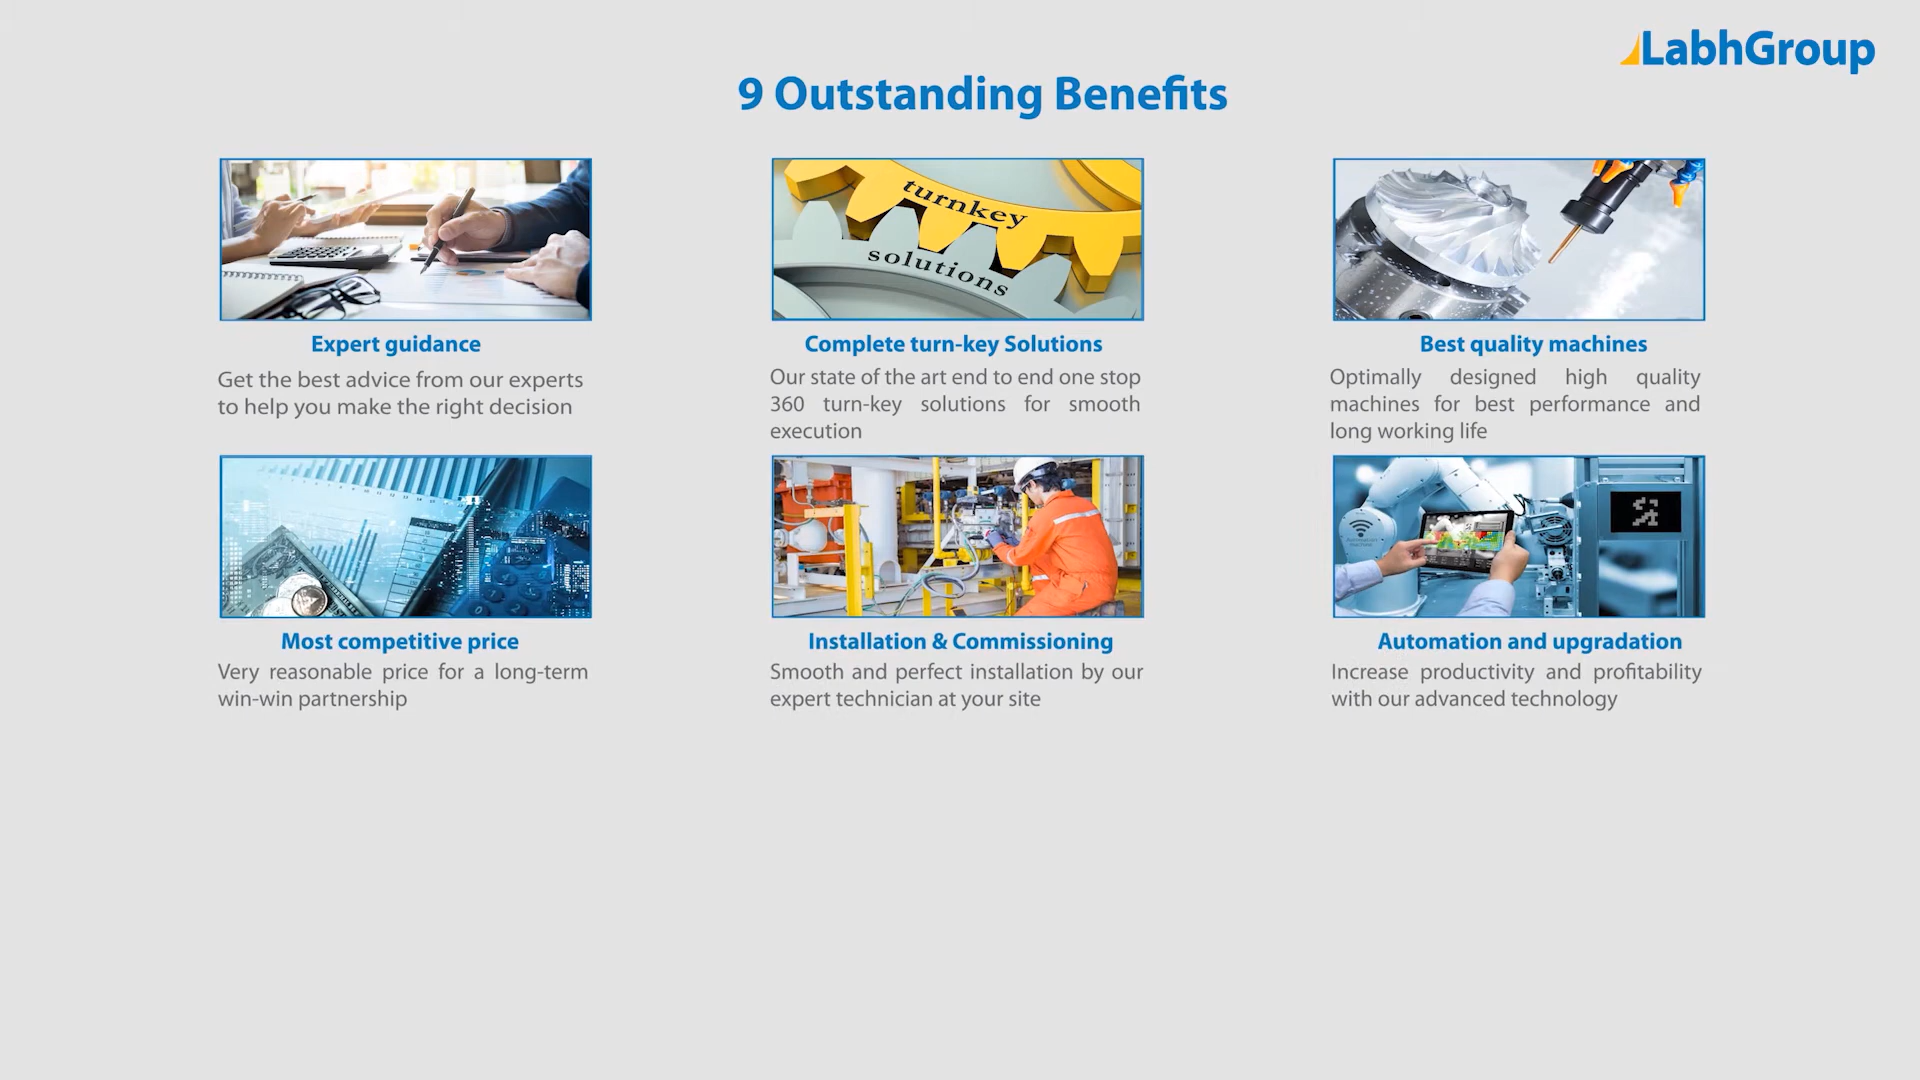 LabhGroup
9 Outstanding Benefits
turnkey
solutions
Expert guidance
Get the best advice from our experts
to help you make the right decision
Complete turn-key Solutions
Our state of the art end to end one stop
360 turn-key solutions for smooth
execution
Best quality machines
Optimally designed high quality
machines for best performance and
long working life
Most competitive price
Very reasonable price for a long-term
win-win partnership
Installation & Commissioning
Smooth and perfect installation by our
expert technician at your site
Automation and upgradation
Increase productivity and profitability
with our advanced technology